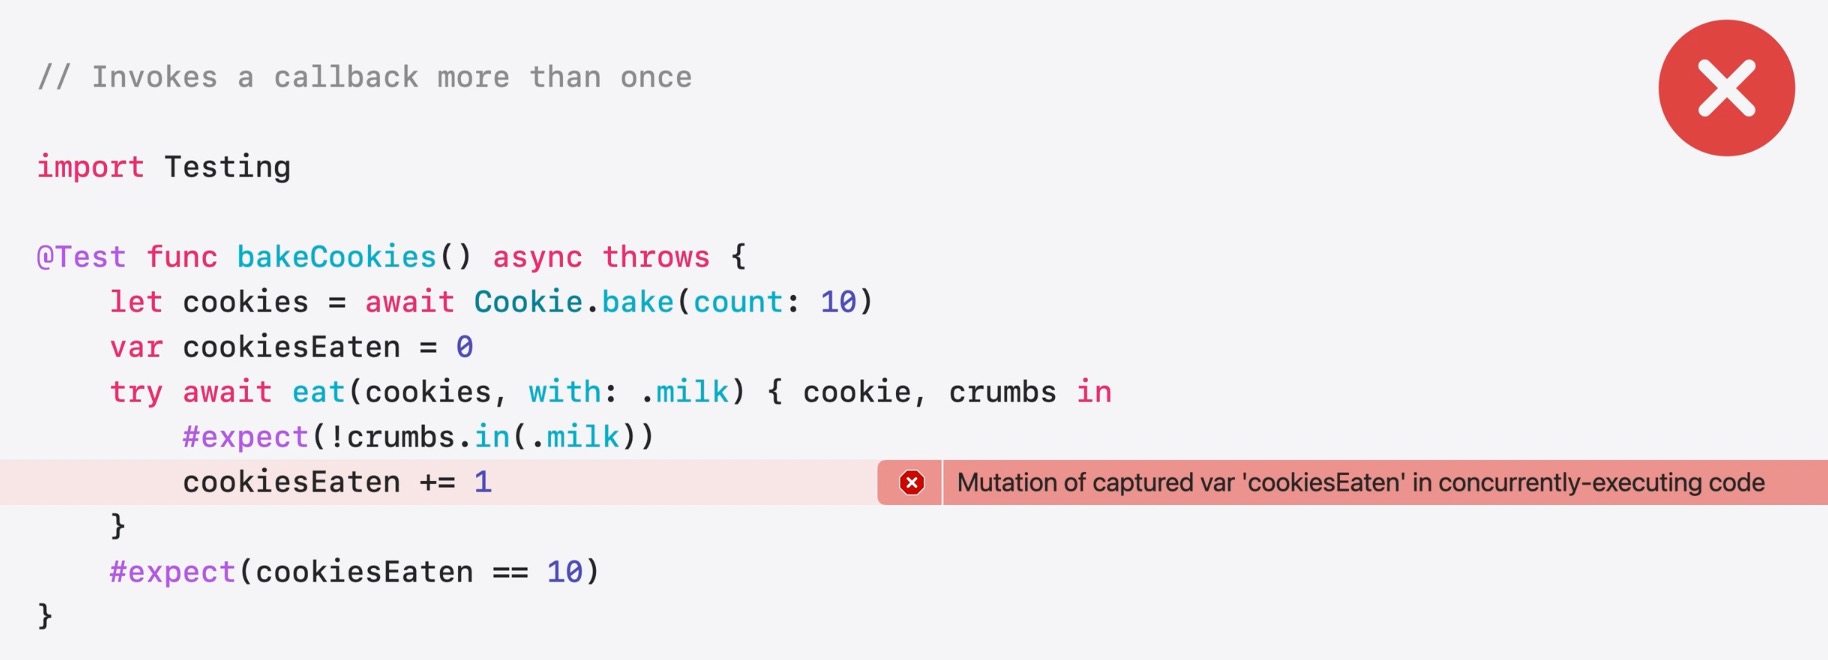 // Invokes a callback more than once
import Testing
@Test func bakeCookies() async throws {
    let cookies = await Cookie.bake(count: 10)
    var cookiesEaten = 0
    try await eat(cookies, with: .milk) { cookie, crumbs in
        #expect(!crumbs.in(.milk))
        cookiesEaten += 1 Mutation of captured var 'cookiesEaten' in concurrently-executing code
    }
    #expect(cookiesEaten == 10)
}